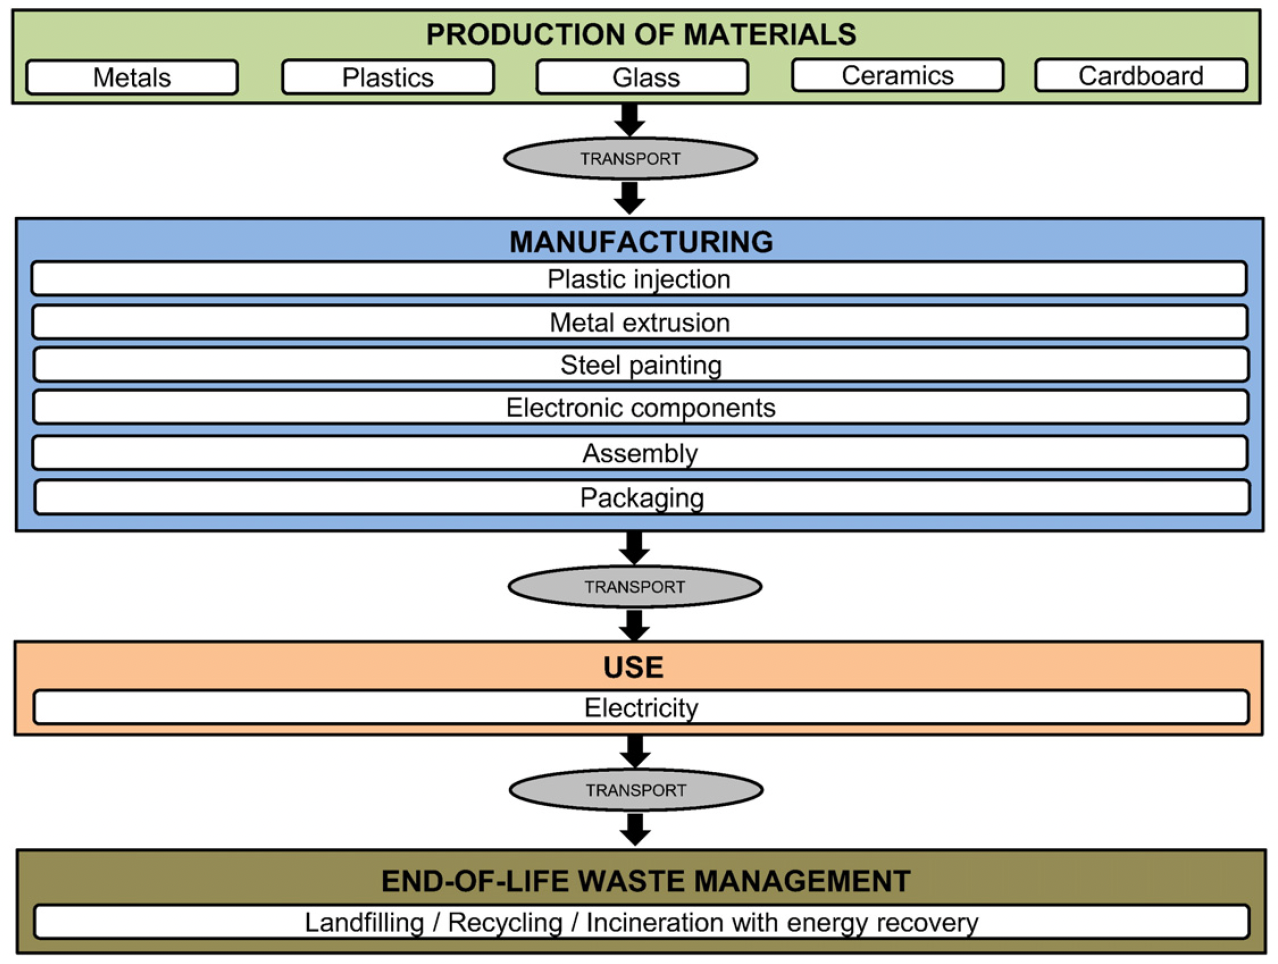 PRODUCTION OF MATERIALS
Metals Plastics Glass Ceramics Cardboard
TRANSPORT
MANUFACTURING
Plastic injection
Metal extrusion
Steel painting
Electronic components
Assembly
Packaging
TRANSPORT
USE
Electricity
TRANSPORT
END-OF-LIFE WASTE MANAGEMENT
Landfilling / Recycling / Incineration with energy recovery